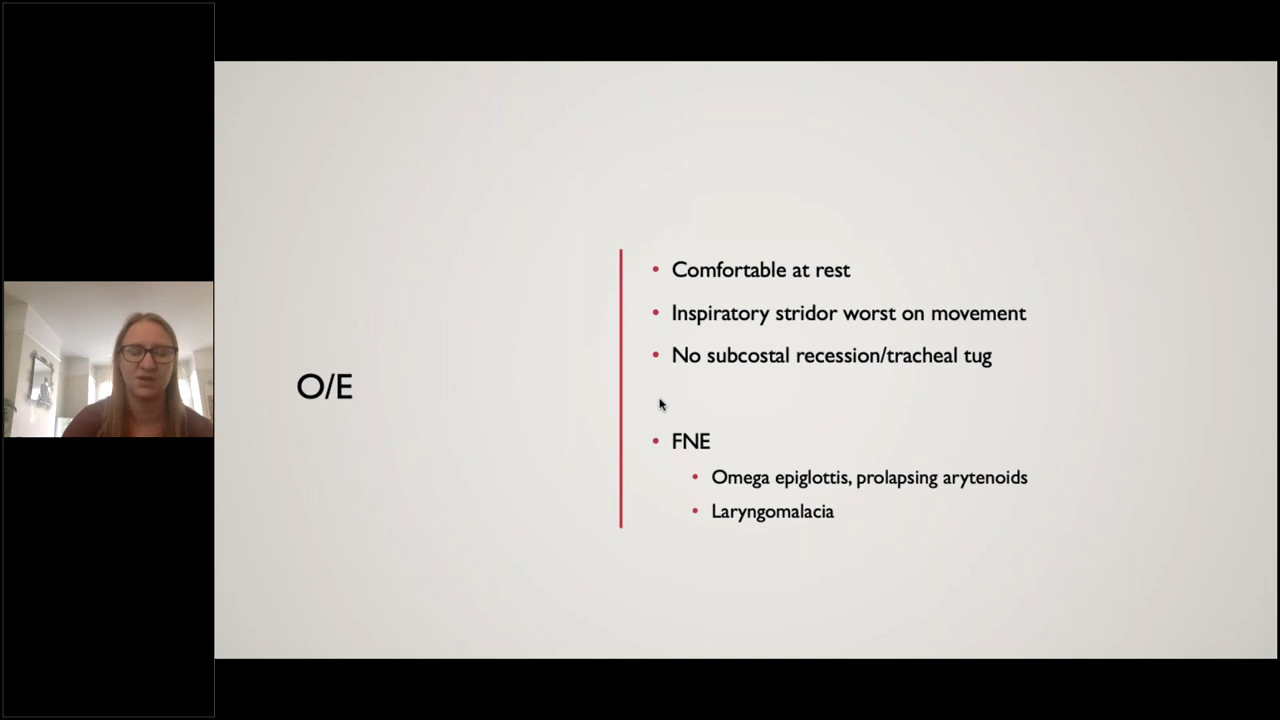 O/E
Comfortable at rest
Inspiratory stridor worst on movement
No subcostal recession/tracheal tug
FNE
Omega epiglottis, prolapsing arytenoids
Laryngomalacia